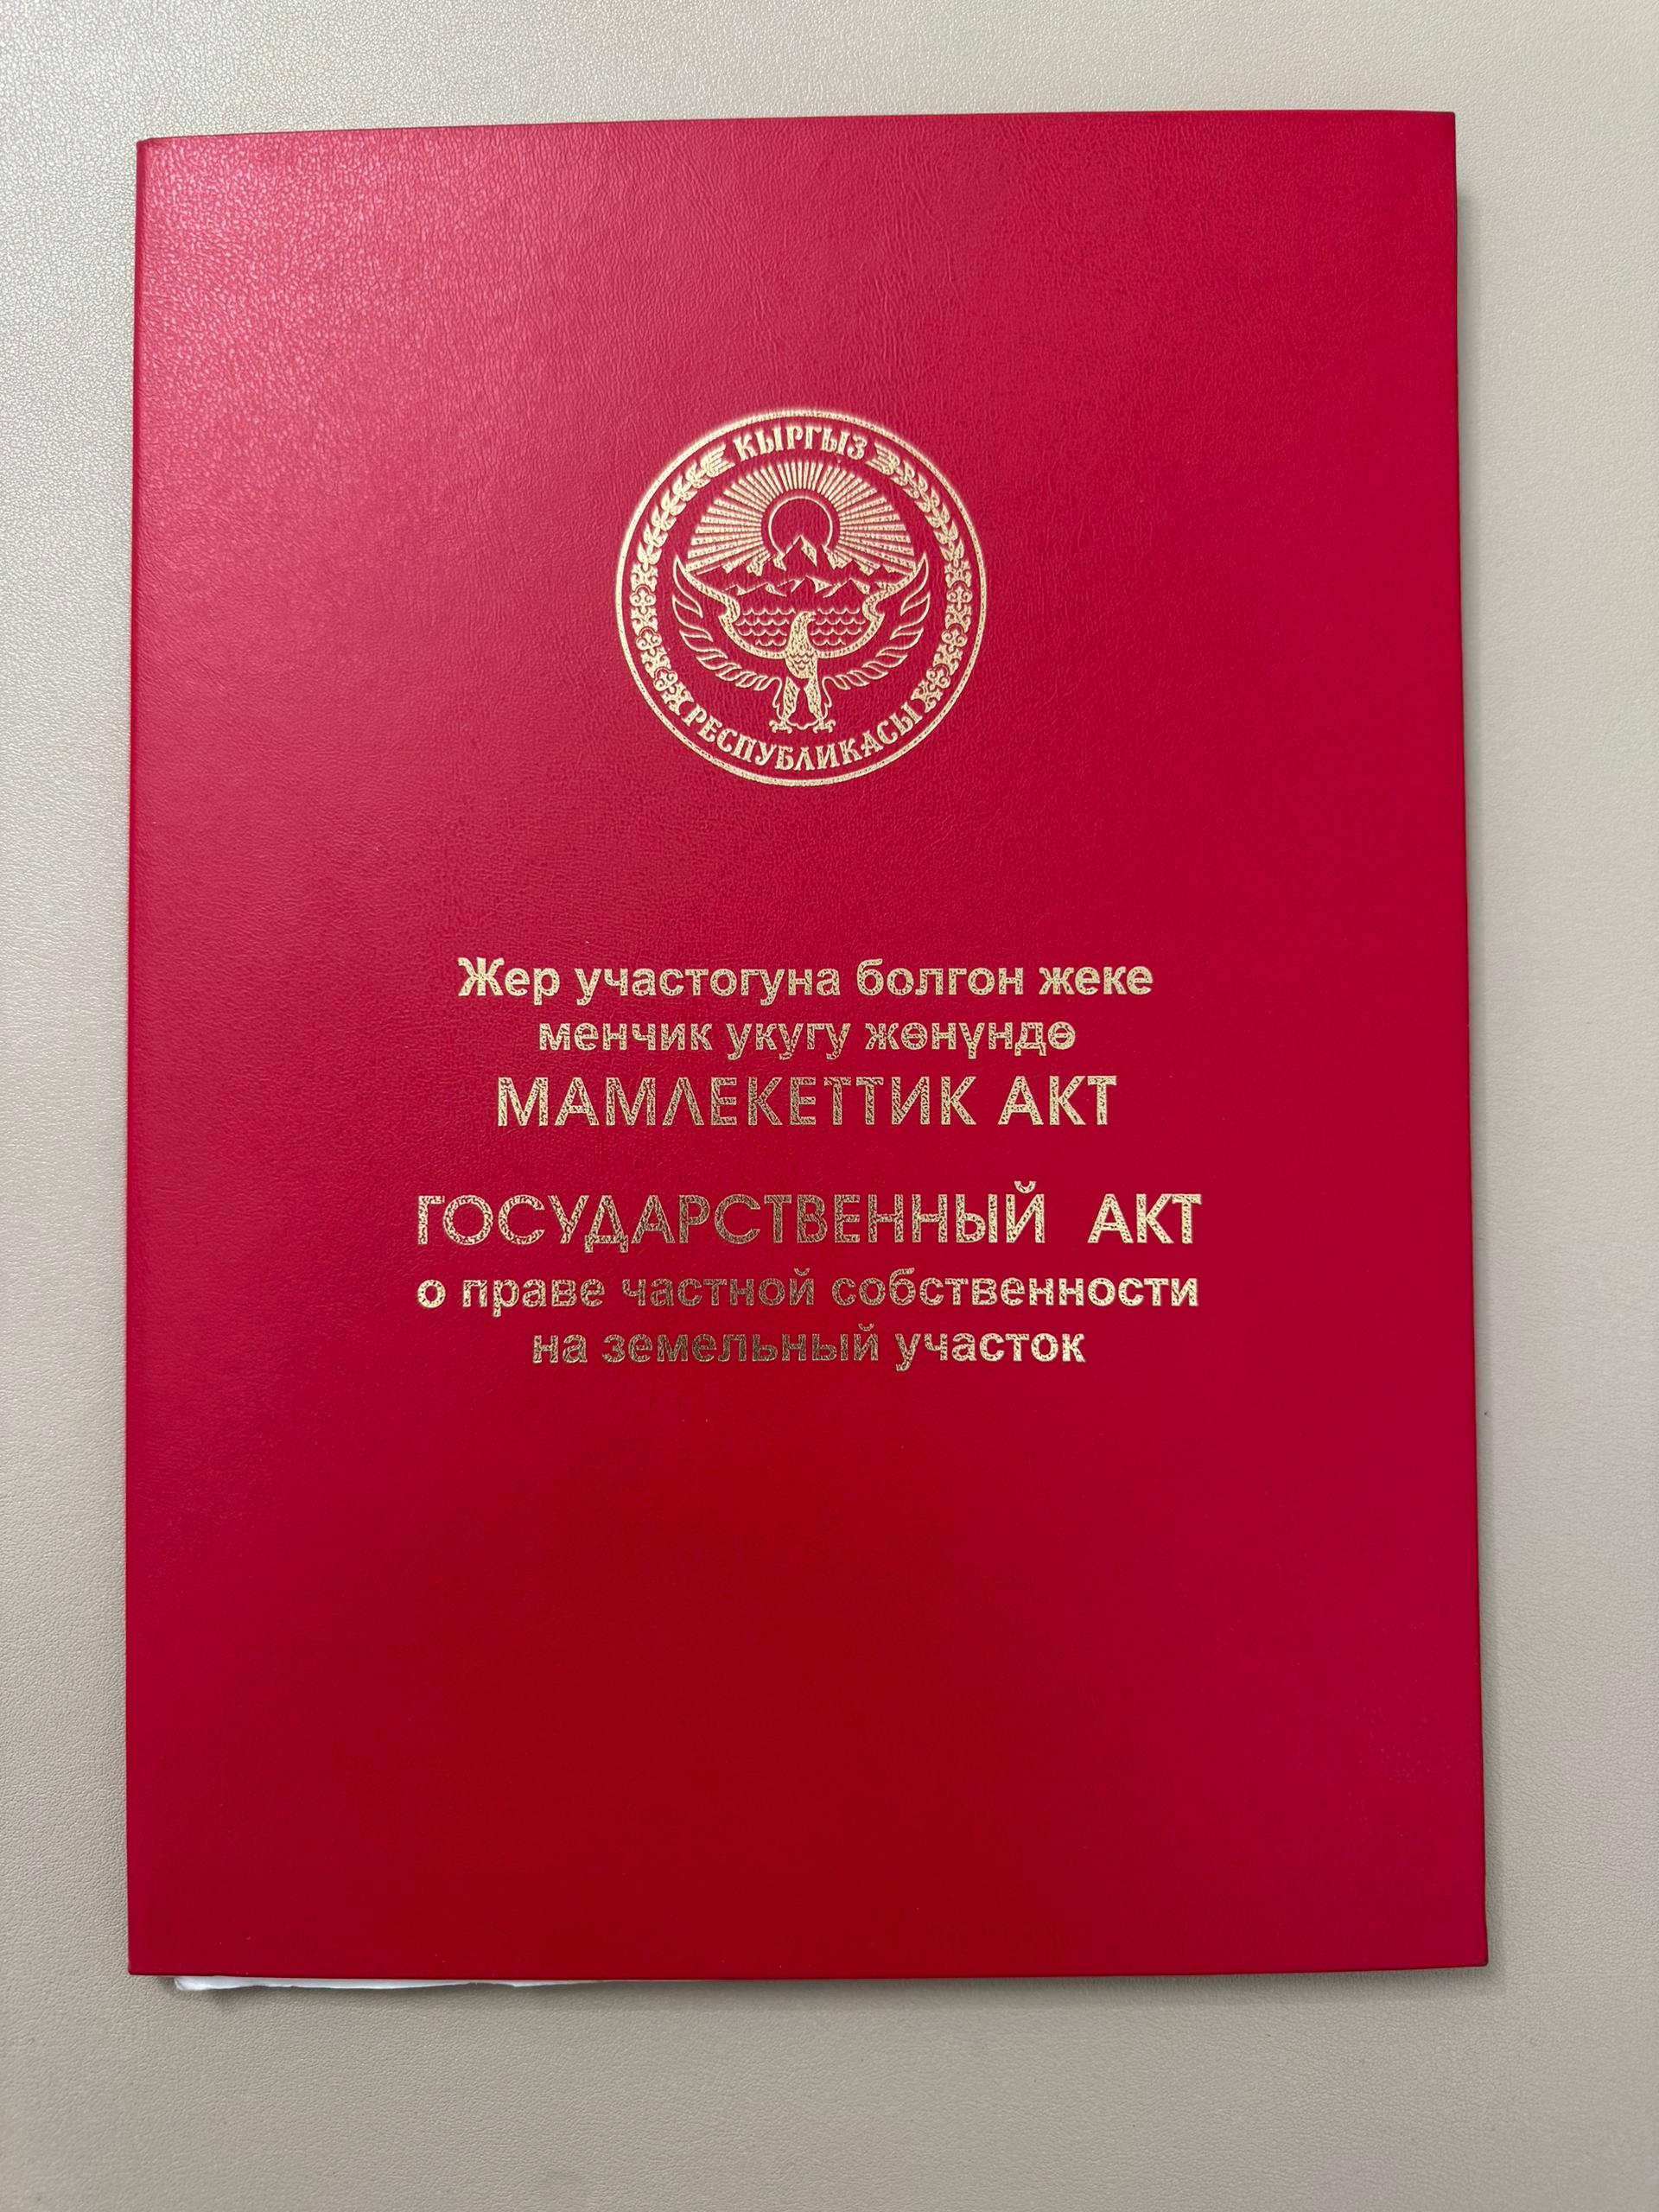 КЫРГЫЗ
РЕСПУБЛИКАСЫ
Жер участогуна болгон жеке
менчик укугу жөнүндө
МАМЛЕКЕТТИК АКТ
ГОСУДАРСТВЕННЫЙ АКТ
о праве частной собственности
на земельный участок